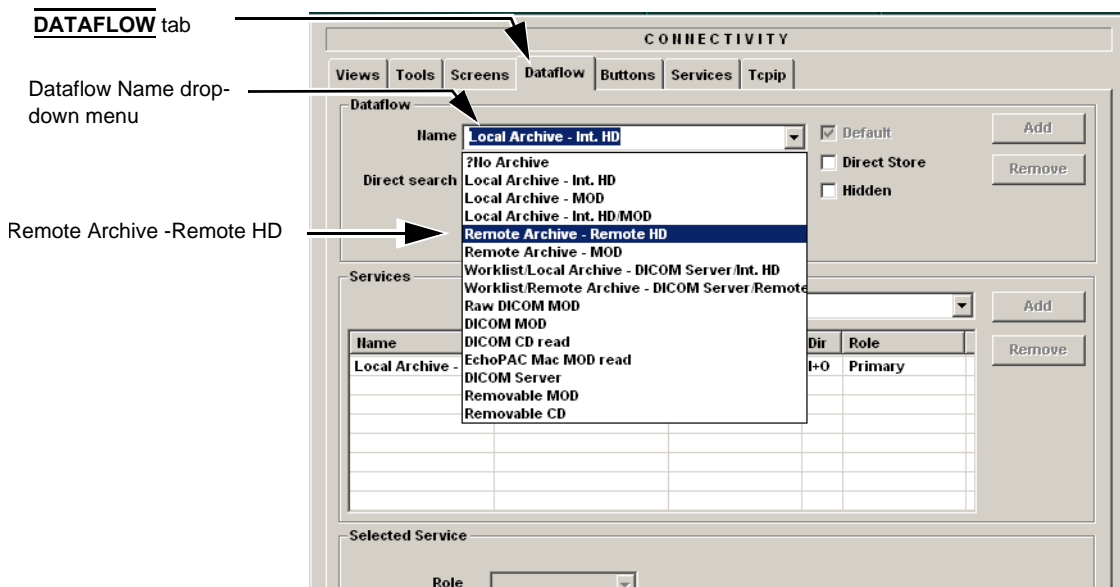 DATAFLOW tab
Dataflow Name drop-
down menu
Remote Archive -Remote HD
CONNECTIVITY
Views Tools Screens Dataflow Buttons Services Tcpip
Dataflow
Name Local Archive - Int. HD
Default
Add
Direct search
Direct Store
Remove
Hidden
?No Archive
Local Archive - Int. HD
Local Archive - MOD
Local Archive - Int. HD/MOD
Remote Archive - Remote HD
Remote Archive - MOD
Worklist/Local Archive - DICOM Server/Int. HD
Worklist/Remote Archive - DICOM Server/Remote
Raw DICOM MOD
DICOM MOD
DICOM CD read
EchoPAC Mac MOD read
DICOM Server
Removable MOD
Removable CD
Services
Add
Name Dir Role
Remove
Local Archive - I+O Primary
Selected Service
Role